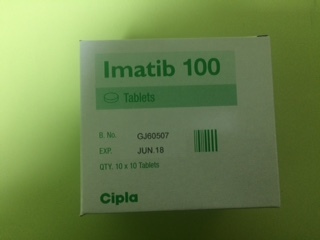 Imatib 100
Tablets
B. No. GJ60507
EXP. JUN.18
QTY. 10 x 10 Tablets
Cipla